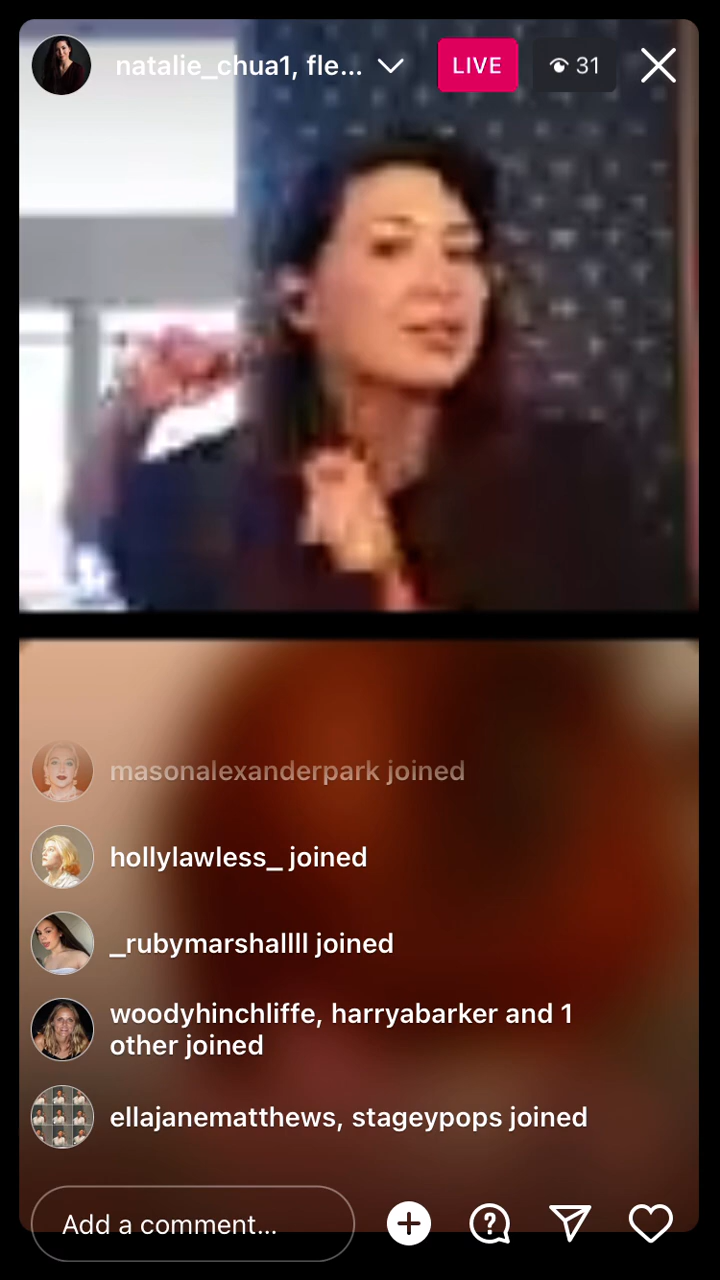 natalie_chua1, fle...
LIVE
31
masonalexanderpark joined
hollylawless_ joined
_rubymarshallll joined
woodyhinchliffe, harryabarker and 1
other joined
ellajanematthews, stageypops joined
Add a comment...